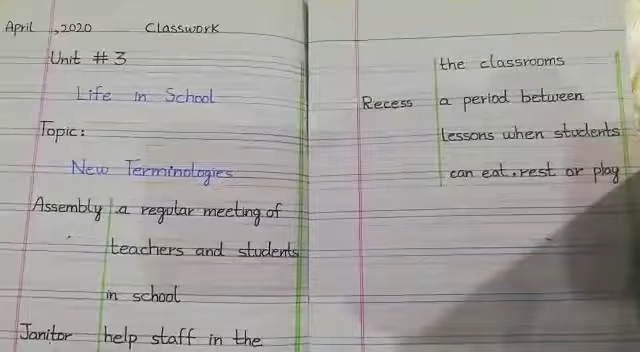 April ,2020 Classwork
Unit # 3
Life in School
Topic:
New Terminologies
Assembly a regular meeting of
teachers and students
in school
Janitor help staff in the
the classrooms
Recess a period between
lessons when students
can eat, rest or play